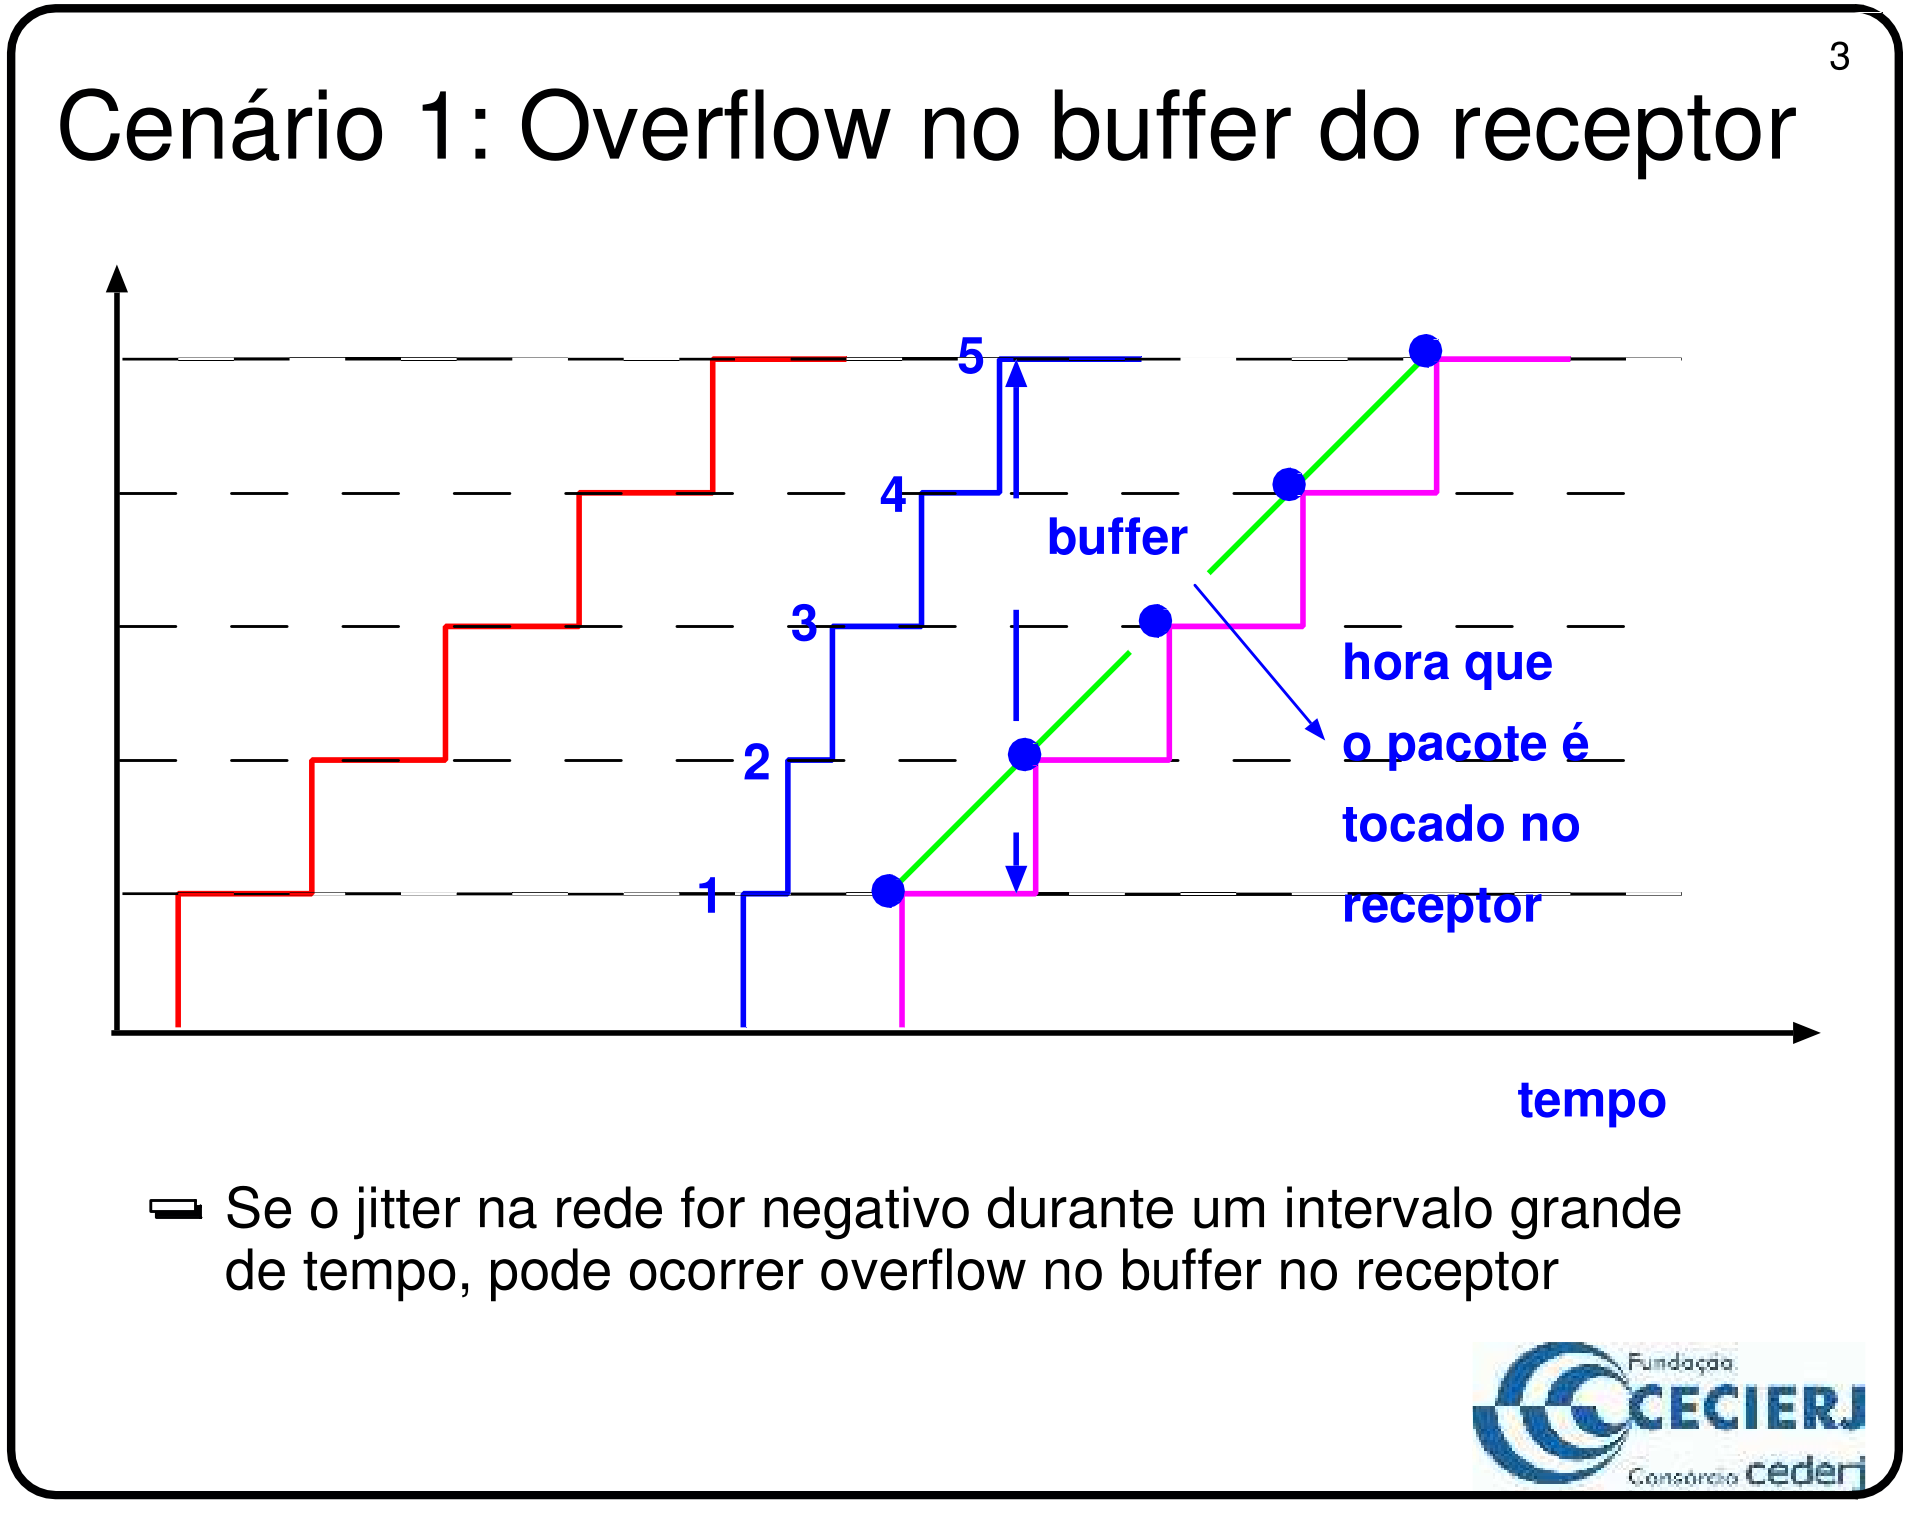 3
Cenário 1: Overflow no buffer do receptor
5
4
buffer
3
hora que
2
o pacote é
tocado no
1
receptor
tempo
Se o jitter na rede for negativo durante um intervalo grande
de tempo, pode ocorrer overflow no buffer no receptor
Fundação
CECIERJ
Consórcio cederj